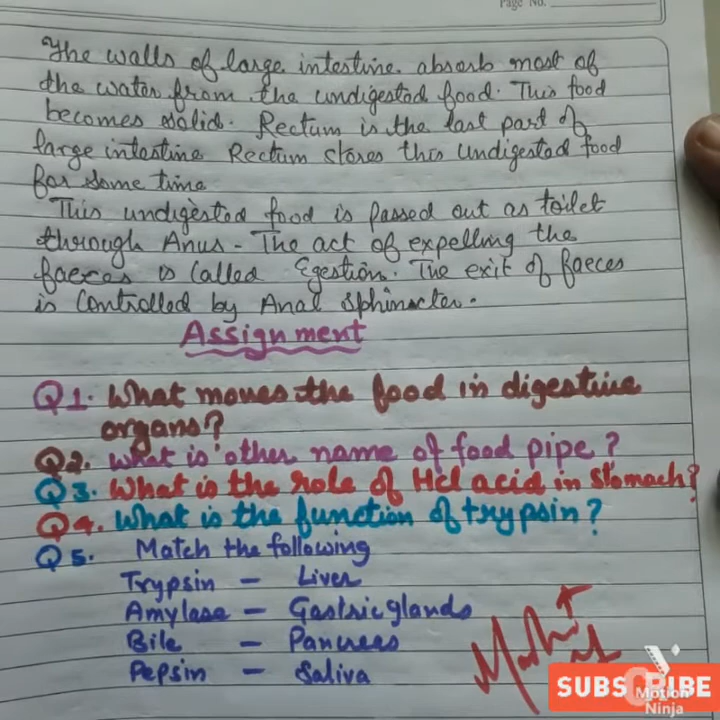 Page No.
The walls of large intestine absorb most of
the water from the undigested food. This food
becomes solid. Rectum is the last part of
large intestine Rectum stores this undigested food
for some time
This undigested food is passed out as toilet
through Anus - The act of expelling the
faeces is called Egestion. The exit of faeces
is controlled by Anal sphincter.
Assignment
Q1. What moves the food in digestive
organs?
Q2. What is other name of food pipe?
Q3. What is the role of Hcl acid in stomach?
Q4. What is the function of trypsin?
Q5. Match the following
Trypsin - Liver
Amylase - Gastric glands
Bile - Pancrees
Pepsin - Saliva
SUBSCRIBE
Motion
Ninja